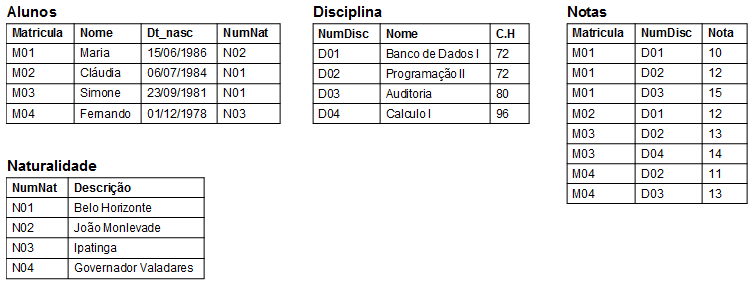 Alunos
Matricula Nome Dt_nasc NumNat
M01 Maria 15/06/1986 N02
M02 Cláudia 06/07/1984 N01
M03 Simone 23/09/1981 N01
M04 Fernando 01/12/1978 N03
Disciplina
NumDisc Nome C.H
D01 Banco de Dados I 72
D02 Programação II 72
D03 Auditoria 80
D04 Calculo I 96
Notas
Matricula NumDisc Nota
M01 D01 10
M01 D02 12
M01 D03 15
M02 D01 12
M03 D02 13
M03 D04 14
M04 D02 11
M04 D03 13
Naturalidade
NumNat Descrição
N01 Belo Horizonte
N02 João Monlevade
N03 Ipatinga
N04 Governador Valadares